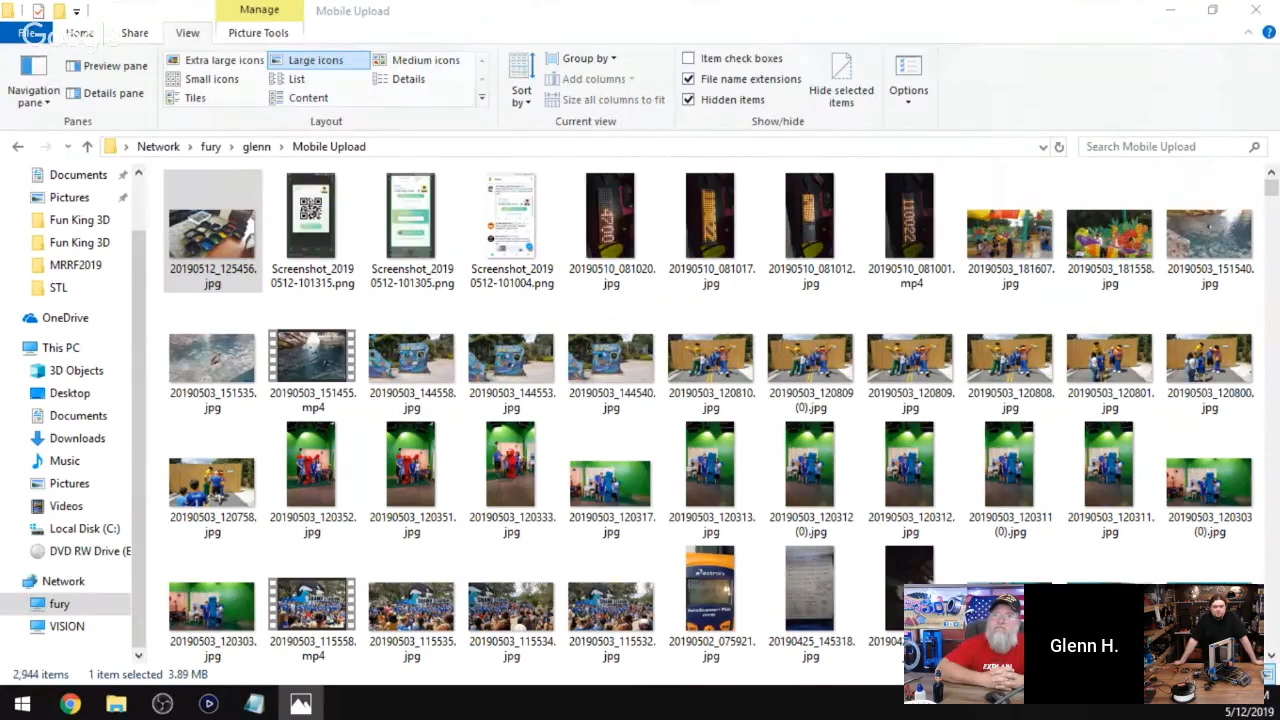 Manage
Mobile Upload
File
Home
Share
View
Picture Tools
Google
Navigation pane
Preview pane
Details pane
Panes
Extra large icons
Large icons
Medium icons
Small icons
List
Details
Tiles
Content
Layout
Sort by
Group by
Add columns
Size all columns to fit
Current view
Item check boxes
File name extensions
Hidden items
Hide selected items
Show/hide
Options
Network
fury
glenn
Mobile Upload
Search Mobile Upload
Documents
Pictures
Fun King 3D
Fun King 3D
MRRF2019
STL
OneDrive
This PC
3D Objects
Desktop
Documents
Downloads
Music
Pictures
Videos
Local Disk (C:)
DVD RW Drive (E
Network
fury
VISION
20190512_125456.jpg
Screenshot_20190512-101315.png
Screenshot_20190512-101305.png
Screenshot_20190512-101004.png
20190510_081020.jpg
20190510_081017.jpg
20190510_081012.jpg
20190510_081001.mp4
20190503_181607.jpg
20190503_181558.jpg
20190503_151540.jpg
20190503_151535.jpg
20190503_151455.mp4
20190503_144558.jpg
20190503_144553.jpg
20190503_144540.jpg
20190503_120810.jpg
20190503_120809(0).jpg
20190503_120809.jpg
20190503_120808.jpg
20190503_120801.jpg
20190503_120800.jpg
20190503_120758.jpg
20190503_120352.jpg
20190503_120351.jpg
20190503_120333.jpg
20190503_120317.jpg
20190503_120313.jpg
20190503_120312(0).jpg
20190503_120312.jpg
20190503_120311(0).jpg
20190503_120311.jpg
20190503_120303(0).jpg
20190503_120303.jpg
20190503_115558.mp4
20190503_115535.jpg
20190503_115534.jpg
20190503_115532.jpg
20190502_075921.jpg
20190425_145318.jpg
EXPLAIN
Glenn H.
2,944 items
1 item selected
3.89 MB
5/12/2019